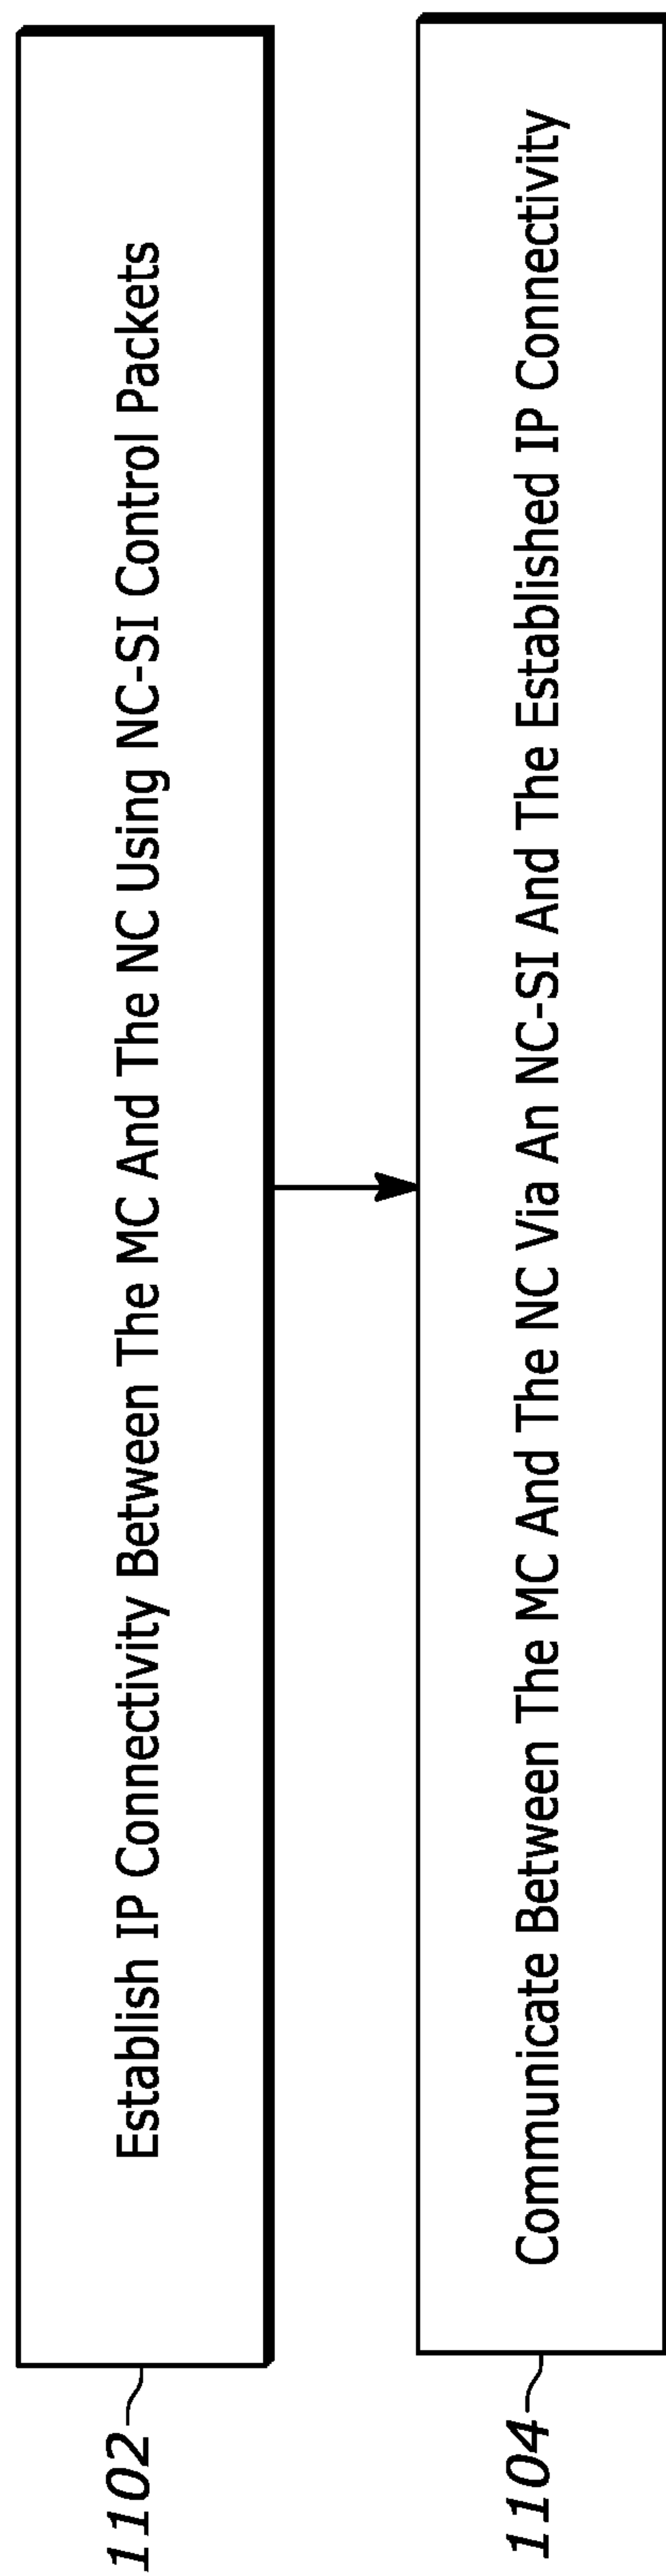 1102
Establish IP Connectivity Between The MC And The NC Using NC-SI Control Packets
1104
Communicate Between The MC And The NC Via An NC-SI And The Established IP Connectivity